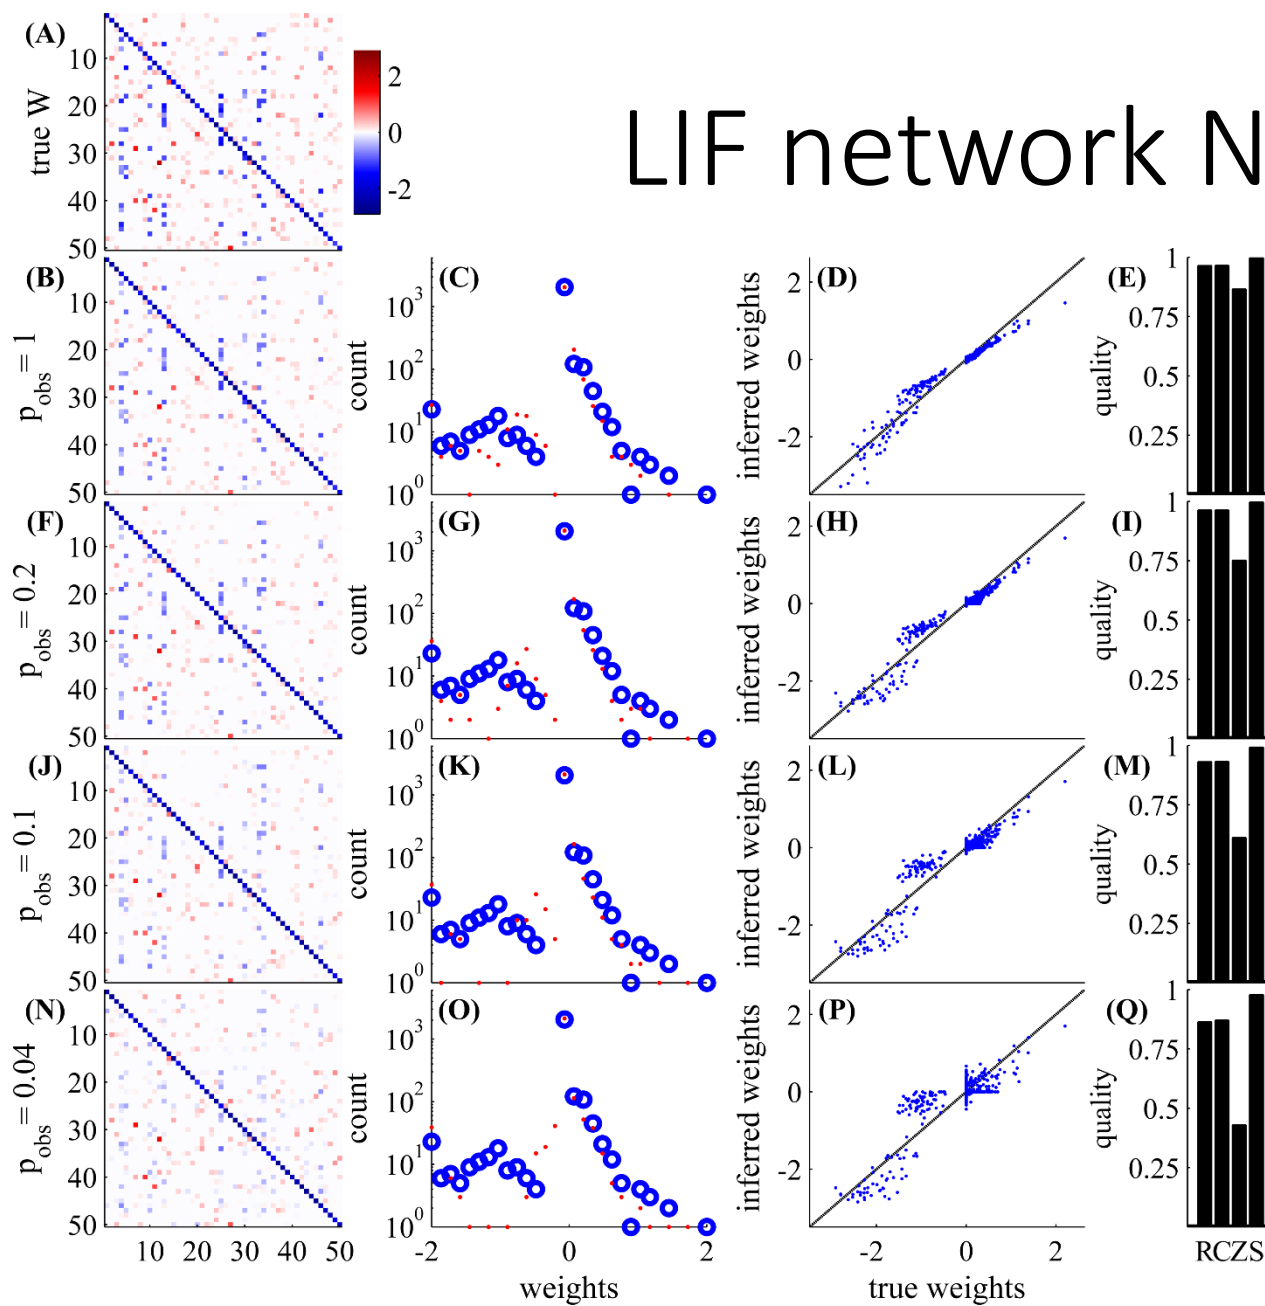 LIF network N
(A)
true W
10
20
30
40
50
2
0
-2
(B)
p_obs = 1
10
20
30
40
50
(C)
count
10^3
10^2
10^1
10^0
(D)
inferred weights
2
0
-2
(E)
quality
1
0.75
0.5
0.25
(F)
p_obs = 0.2
10
20
30
40
50
(G)
count
10^3
10^2
10^1
10^0
(H)
inferred weights
2
0
-2
(I)
quality
1
0.75
0.5
0.25
(J)
p_obs = 0.1
10
20
30
40
50
(K)
count
10^3
10^2
10^1
10^0
(L)
inferred weights
2
0
-2
(M)
quality
1
0.75
0.5
0.25
(N)
p_obs = 0.04
10
20
30
40
50
10 20 30 40 50
(O)
count
10^3
10^2
10^1
10^0
-2 0 2
weights
(P)
inferred weights
2
0
-2
-2 0 2
true weights
(Q)
quality
1
0.75
0.5
0.25
RCZS